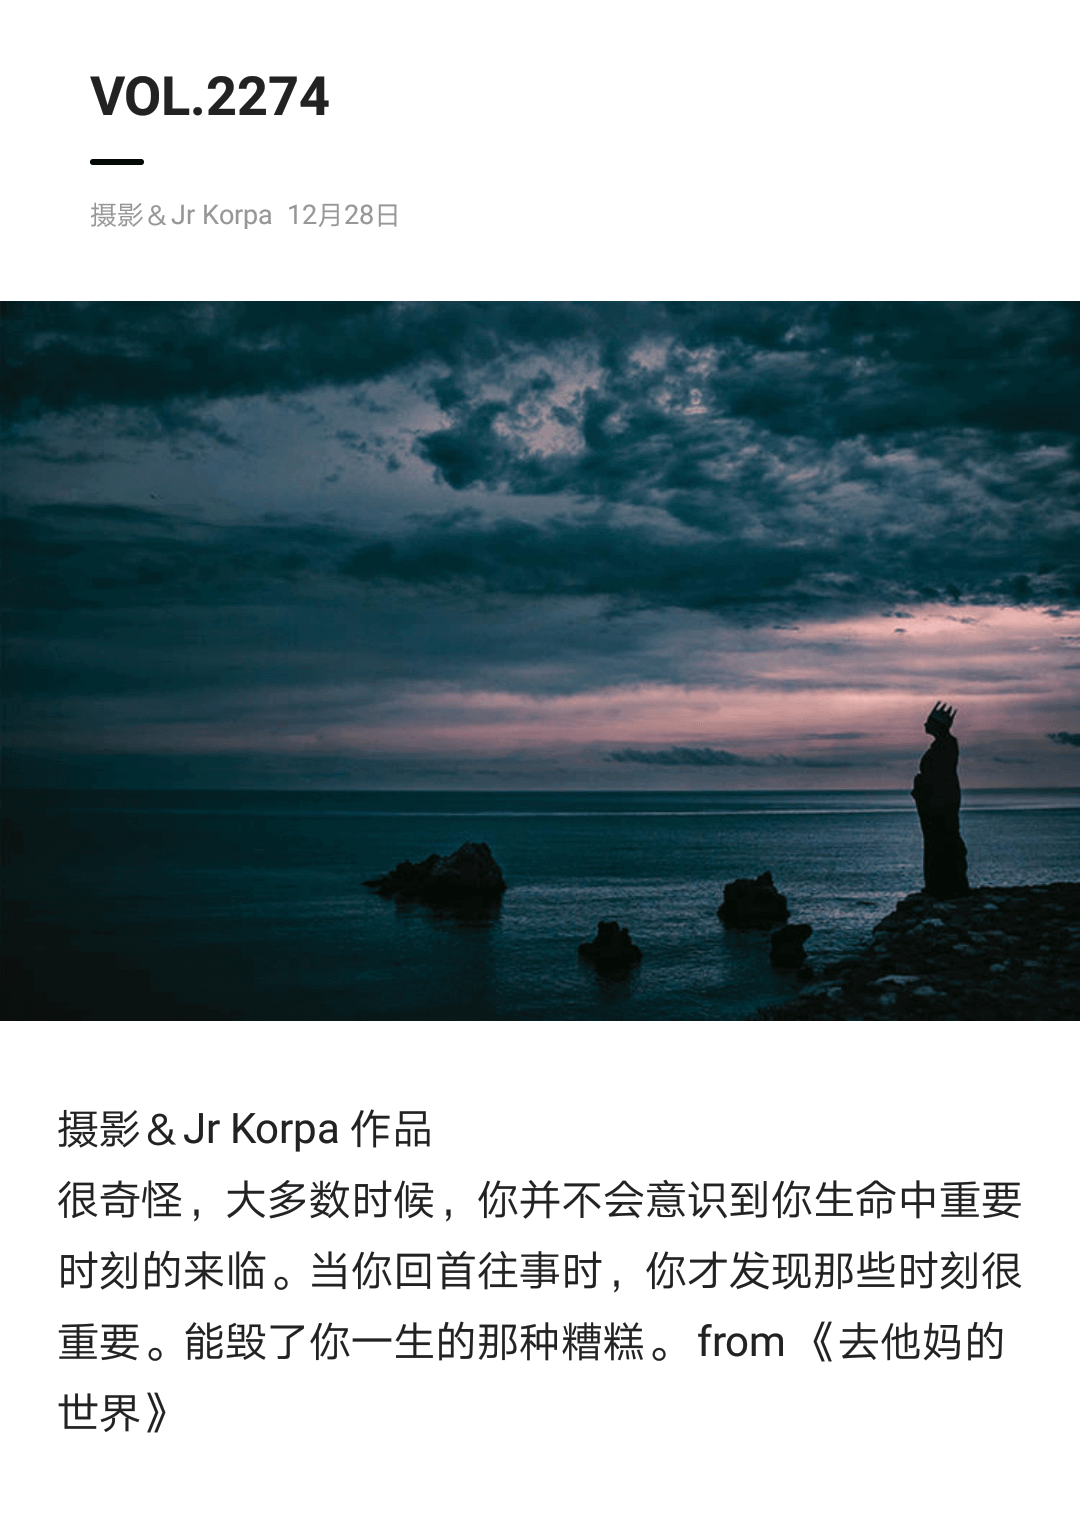 VOL.2274
摄影＆Jr Korpa 12月28日
摄影＆Jr Korpa 作品
很奇怪，大多数时候，你并不会意识到你生命中重要
时刻的来临。当你回首往事时，你才发现那些时刻很
重要。能毁了你一生的那种糟糕。from《去他妈的
世界》